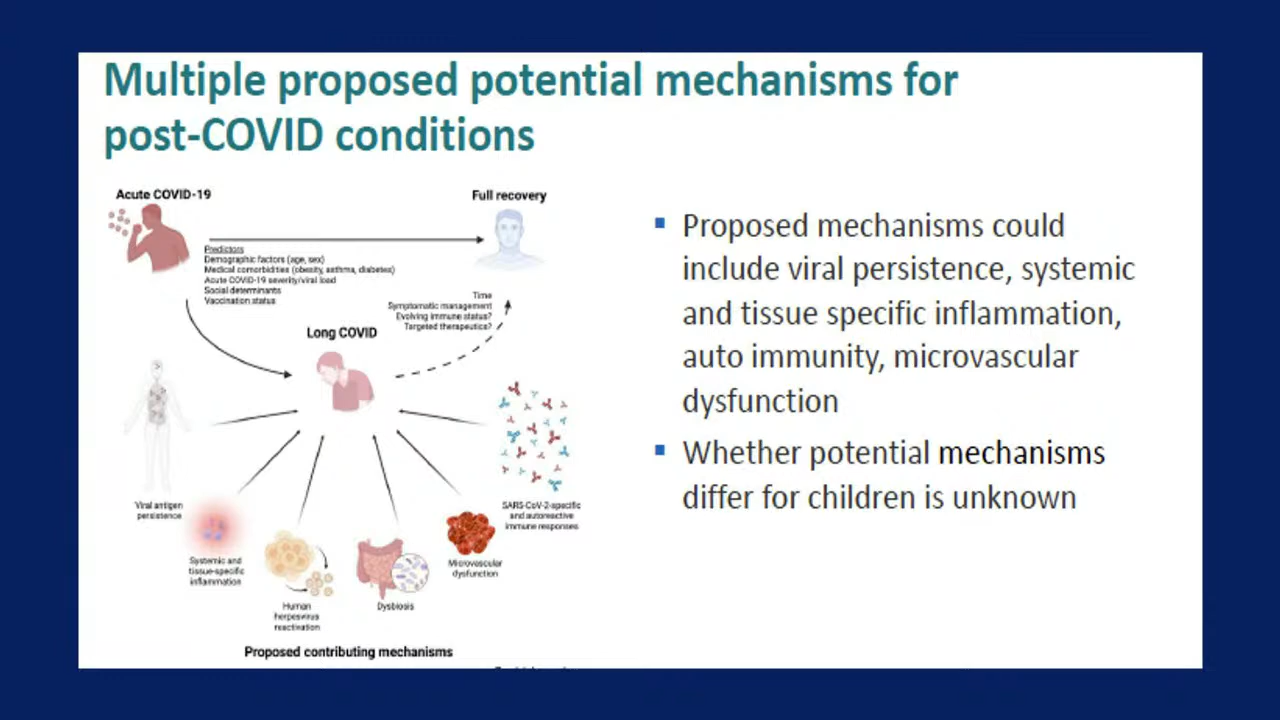 Multiple proposed potential mechanisms for
post-COVID conditions
Acute COVID-19
Full recovery
Predictors
Demographic factors (age, sex)
Medical comorbidities (obesity, asthma, diabetes)
Acute COVID-19 severity/viral load
Social determinants
Vaccination status
Time
Symptomatic management
Evolving immune status?
Targeted therapeutics?
Long COVID
Viral antigen
persistence
Systemic and
tissue-specific
inflammation
Human
herpesvirus
reactivation
Dysbiosis
Microvascular
dysfunction
SARS-CoV-2-specific
and autoreactive
immune responses
Proposed contributing mechanisms
▪ Proposed mechanisms could
include viral persistence, systemic
and tissue specific inflammation,
auto immunity, microvascular
dysfunction
▪ Whether potential mechanisms
differ for children is unknown